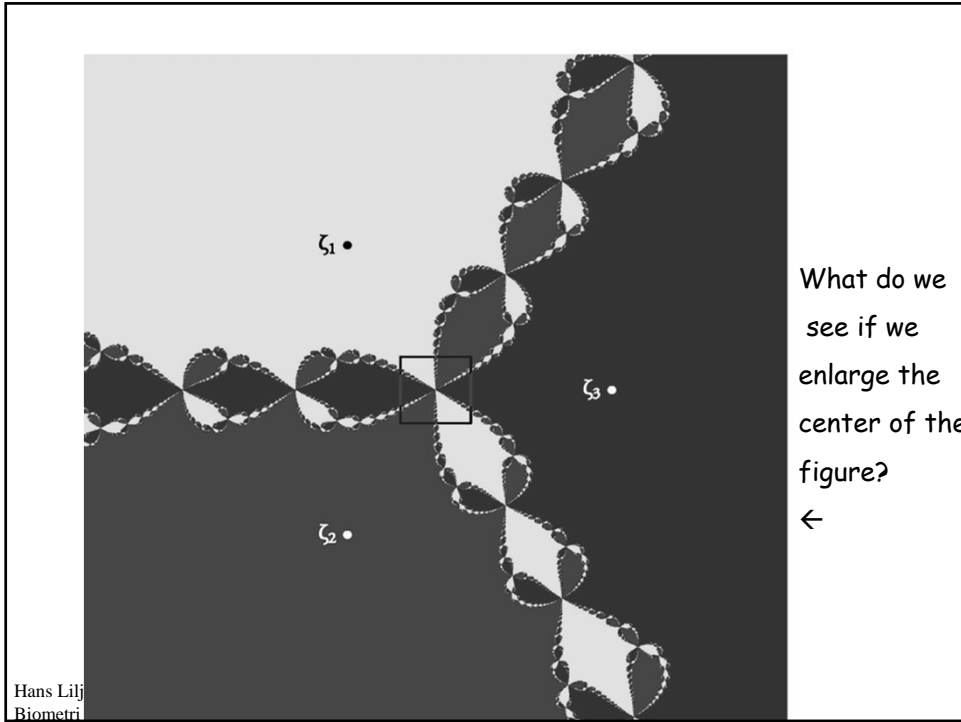 ζ1
ζ2
ζ3
What do we
see if we
enlarge the
center of the
figure?
←
Hans Lilj
Biometri